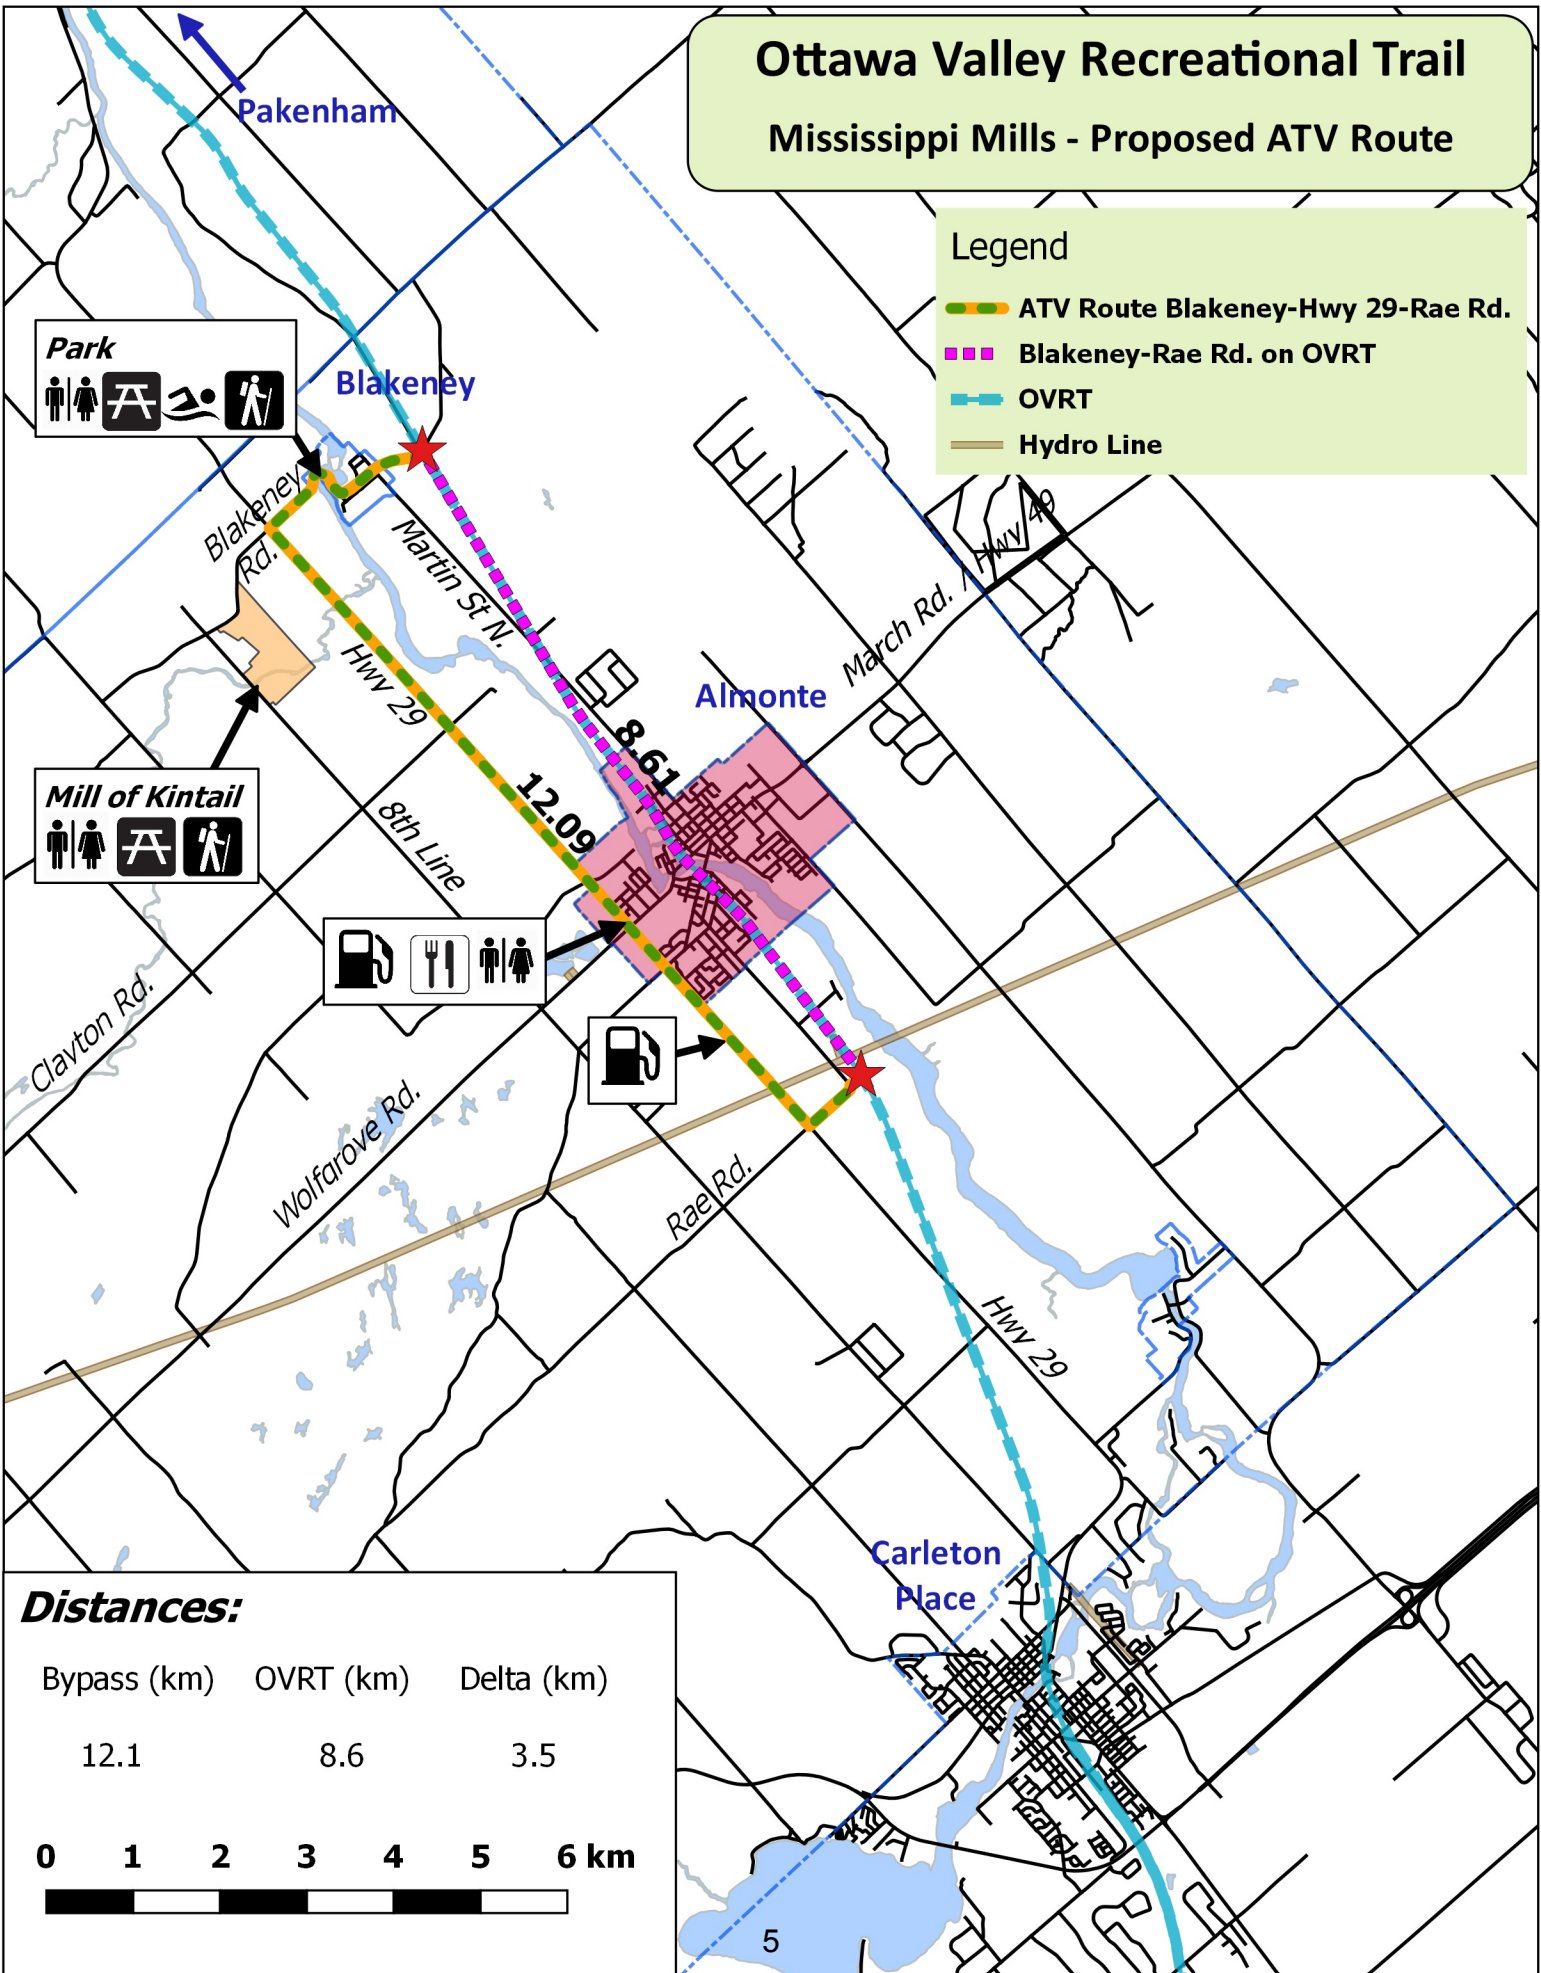 Ottawa Valley Recreational Trail
Mississippi Mills - Proposed ATV Route
Legend
ATV Route Blakeney-Hwy 29-Rae Rd.
Blakeney-Rae Rd. on OVRT
OVRT
Hydro Line
Pakenham
Park
Blakeney
Blakeney
Rd.
Martin St N.
March Rd. / Hwy 49
Hwy 29
Almonte
8.61
12.09
Mill of Kintail
8th Line
Clayton Rd.
Wolfgrove Rd.
Rae Rd.
Hwy 29
Carleton
Place
Distances:
Bypass (km) OVRT (km) Delta (km)
12.1 8.6 3.5
0 1 2 3 4 5 6 km
5